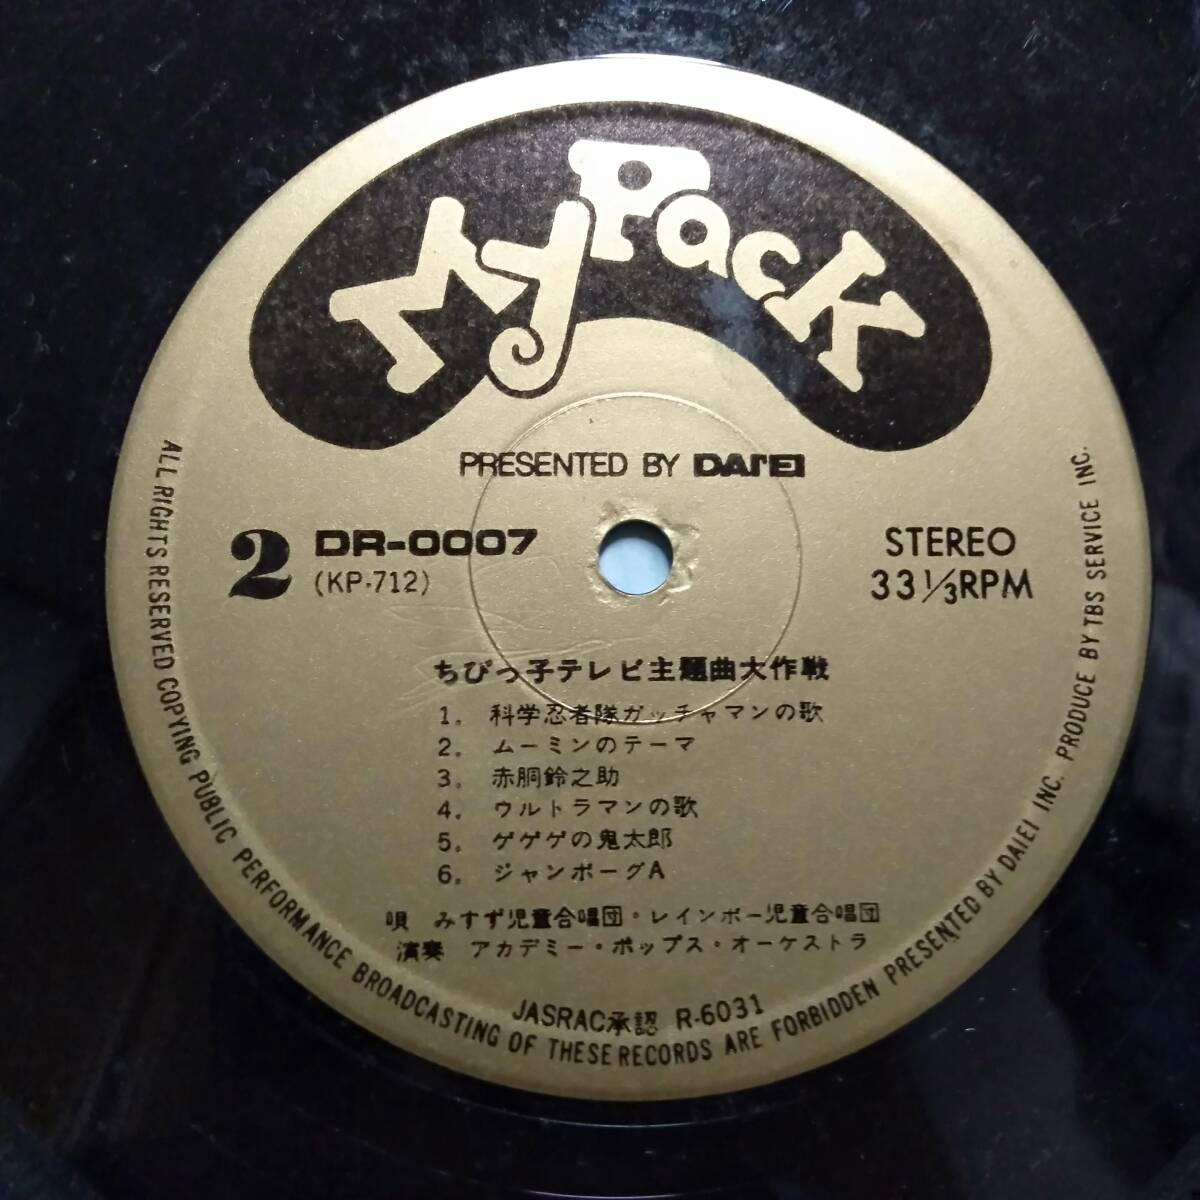 My Pack
PRESENTED BY DAIEI
2 DR-0007
(KP-712)
STEREO
33 1/3 RPM
ちびっ子テレビ主題曲大作戦
1. 科学忍者隊ガッチャマンの歌
2. ムーミンのテーマ
3. 赤胴鈴之助
4. ウルトラマンの歌
5. ゲゲゲの鬼太郎
6. ジャンボーグA
唄 みすず児童合唱団・レインボー児童合唱団
演奏 アカデミー・ポップス・オーケストラ
JASRAC承認 R-6031
ALL RIGHTS RESERVED COPYING PUBLIC PERFORMANCE BROADCASTING OF THESE RECORDS ARE FORBIDDEN PRESENTED BY DAIEI INC. PRODUCE BY TBS SERVICE INC.